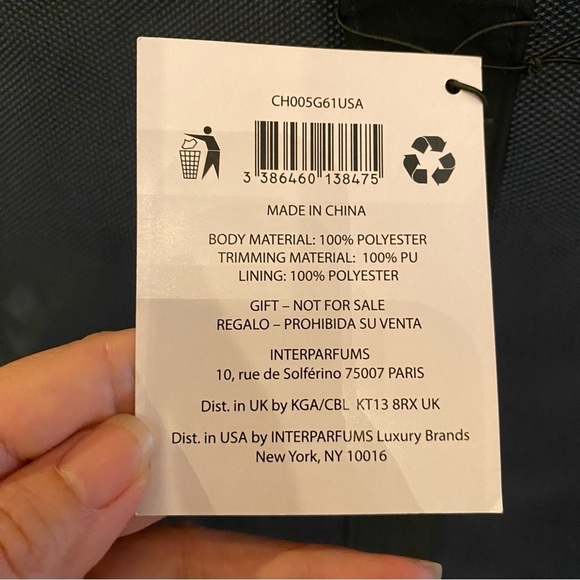 CH005G61USA
3 386460 138475
MADE IN CHINA
BODY MATERIAL: 100% POLYESTER
TRIMMING MATERIAL: 100% PU
LINING: 100% POLYESTER
GIFT – NOT FOR SALE
REGALO – PROHIBIDA SU VENTA
INTERPARFUMS
10, rue de Solférino 75007 PARIS
Dist. in UK by KGA/CBL KT13 8RX UK
Dist. in USA by INTERPARFUMS Luxury Brands
New York, NY 10016